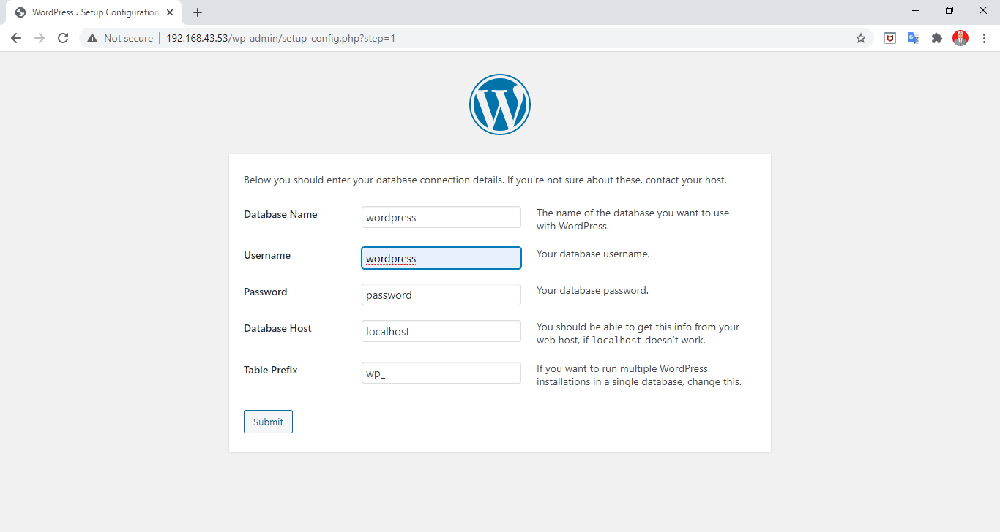 WordPress › Setup Configuration
Not secure
192.168.43.53/wp-admin/setup-config.php?step=1
Below you should enter your database connection details. If you’re not sure about these, contact your host.
Database Name
wordpress
The name of the database you want to use
with WordPress.
Username
wordpress
Your database username.
Password
password
Your database password.
Database Host
localhost
You should be able to get this info from your
web host, if localhost doesn’t work.
Table Prefix
wp_
If you want to run multiple WordPress
installations in a single database, change this.
Submit